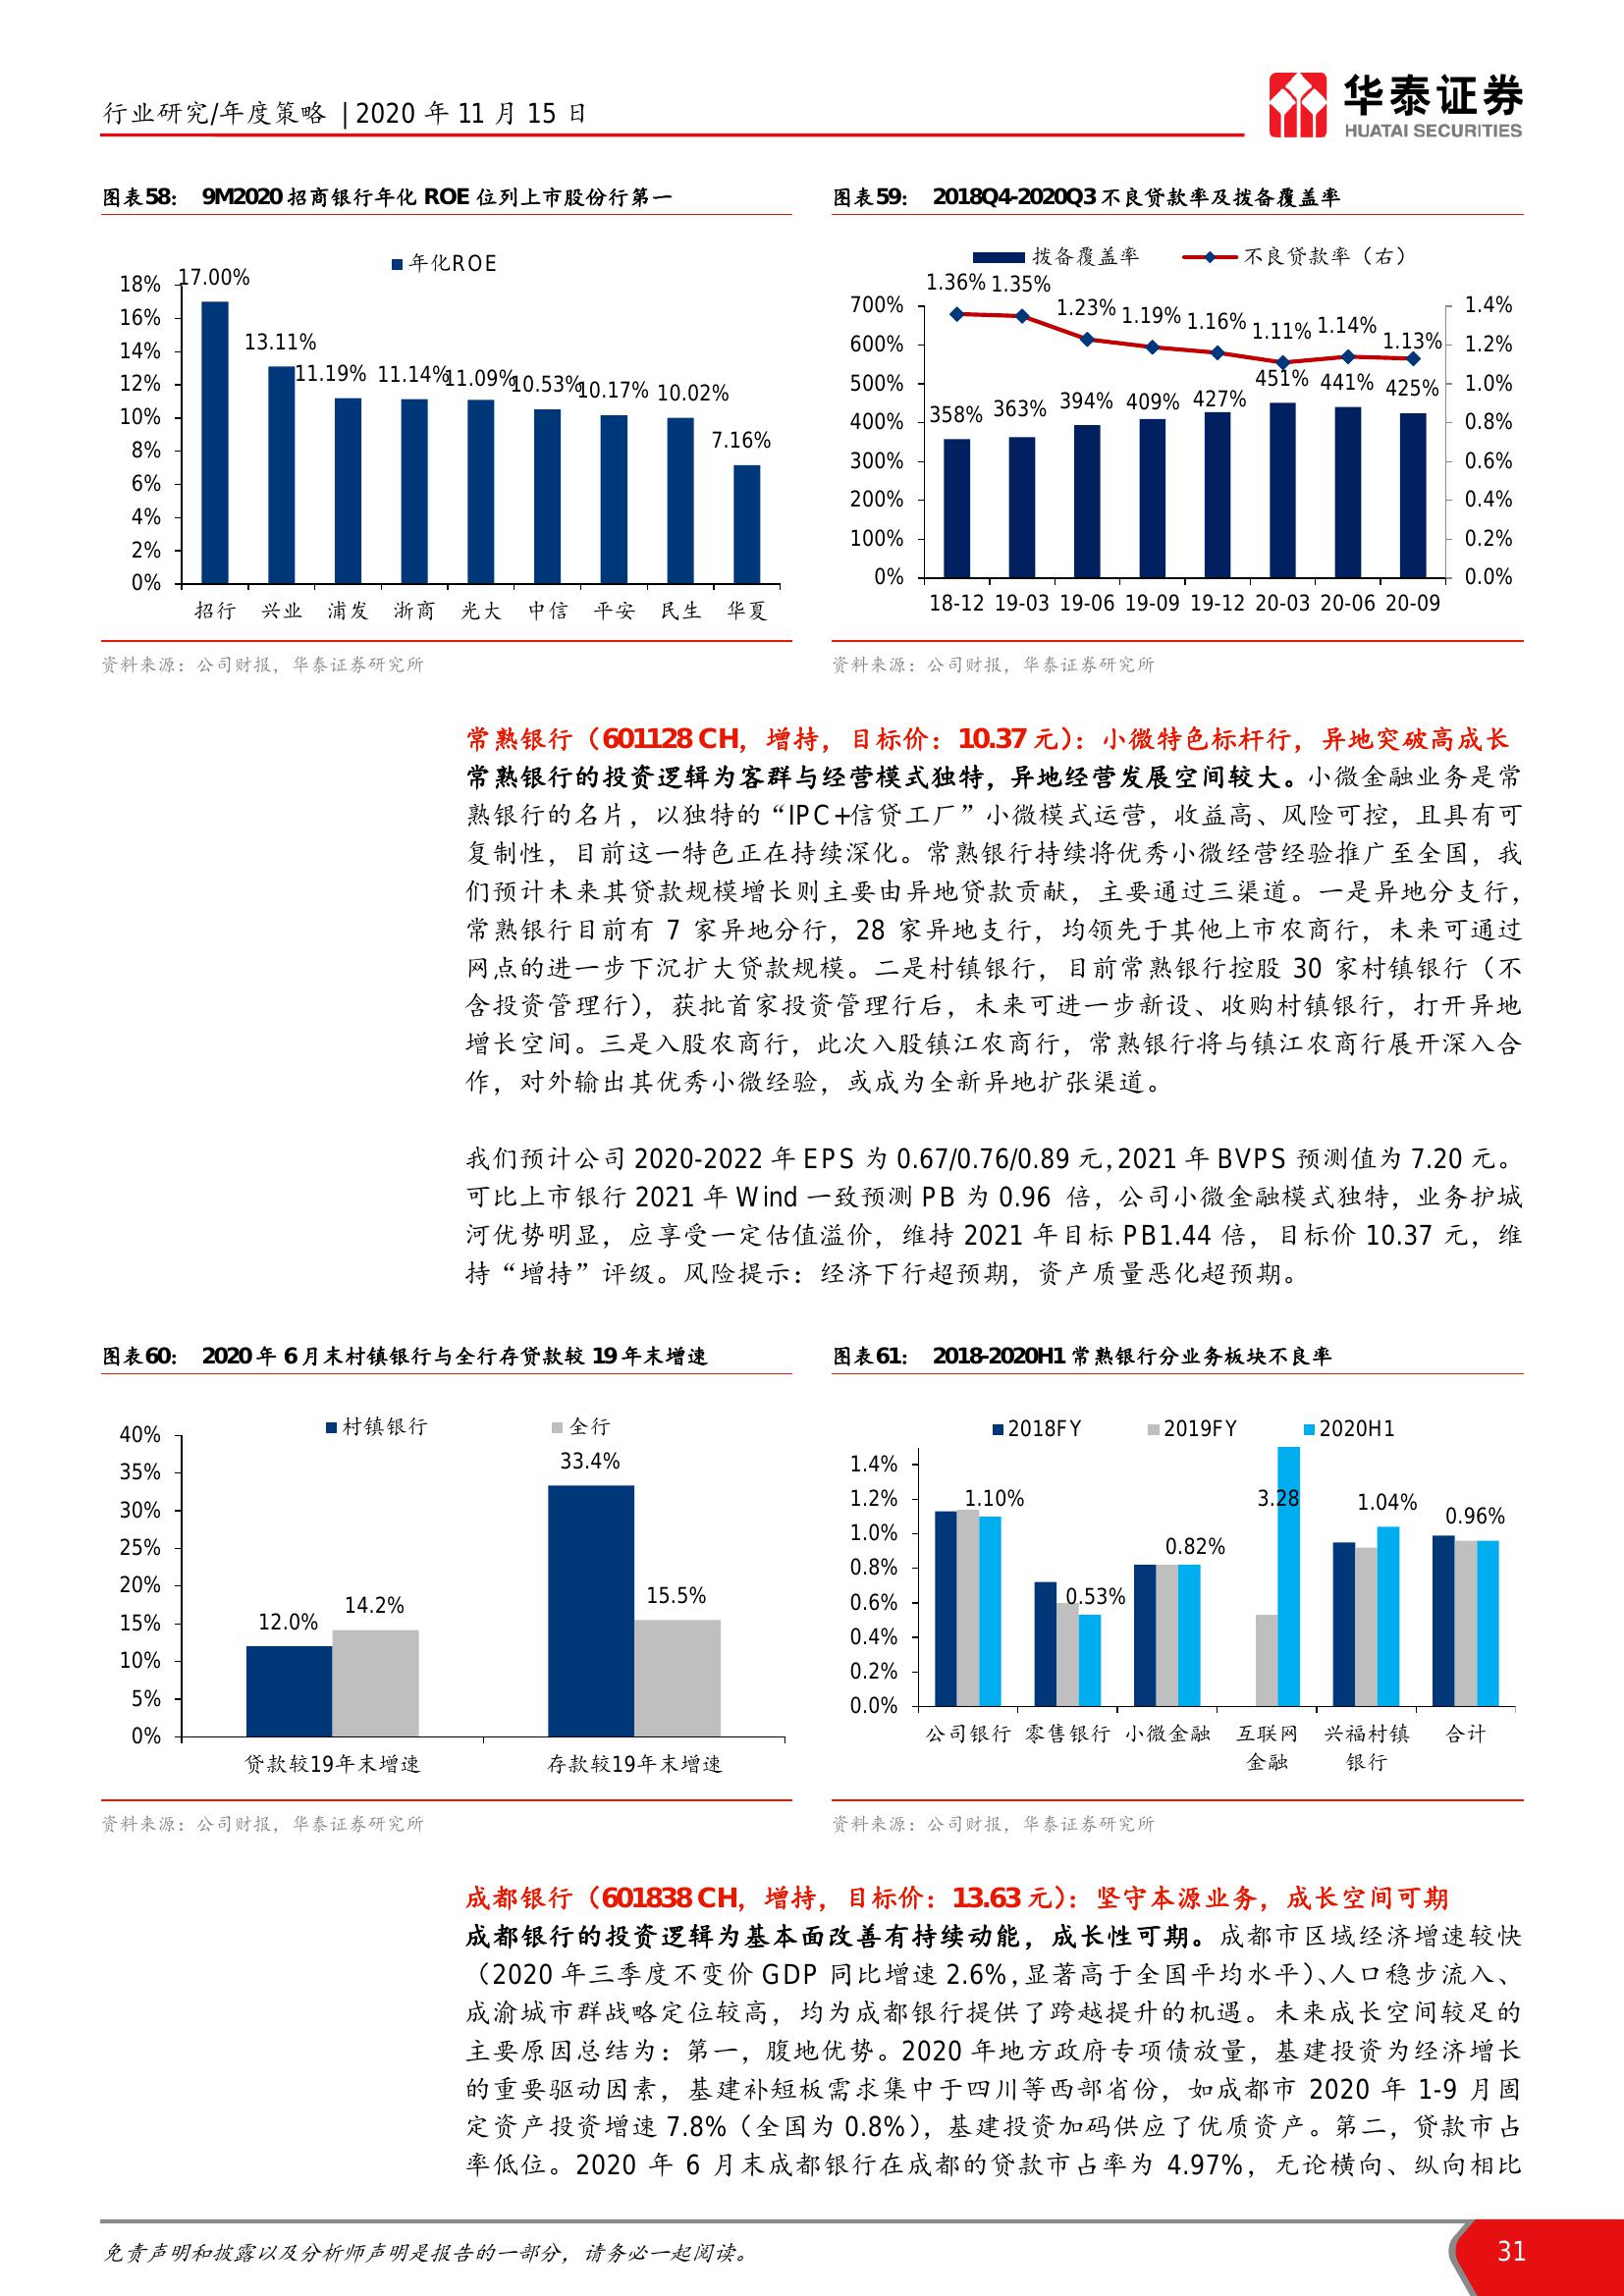 行业研究/年度策略 | 2020 年 11 月 15 日
华泰证券
HUATAI SECURITIES
图表58: 9M2020 招商银行年化 ROE 位列上市股份行第一
年化ROE
18%
16%
14%
12%
10%
8%
6%
4%
2%
0%
17.00%
13.11%
11.19%
11.14%
11.09%
10.53%
10.17%
10.02%
7.16%
招行 兴业 浦发 浙商 光大 中信 平安 民生 华夏
资料来源：公司财报，华泰证券研究所
图表59: 2018Q4-2020Q3 不良贷款率及拨备覆盖率
拨备覆盖率 不良贷款率（右）
700%
600%
500%
400%
300%
200%
100%
0%
1.36% 1.35% 1.23% 1.19% 1.16% 1.11% 1.14% 1.13%
358% 363% 394% 409% 427% 451% 441% 425%
1.4%
1.2%
1.0%
0.8%
0.6%
0.4%
0.2%
0.0%
18-12 19-03 19-06 19-09 19-12 20-03 20-06 20-09
资料来源：公司财报，华泰证券研究所
常熟银行（601128 CH，增持，目标价：10.37 元）：小微特色标杆行，异地突破高成长
常熟银行的投资逻辑为客群与经营模式独特，异地经营发展空间较大。小微金融业务是常
熟银行的名片，以独特的“IPC+信贷工厂”小微模式运营，收益高、风险可控，且具有可
复制性，目前这一特色正在持续深化。常熟银行持续将优秀小微经营经验推广至全国，我
们预计未来其贷款规模增长则主要由异地贷款贡献，主要通过三渠道。一是异地分支行，
常熟银行目前有 7 家异地分行，28 家异地支行，均领先于其他上市农商行，未来可通过
网点的进一步下沉扩大贷款规模。二是村镇银行，目前常熟银行控股 30 家村镇银行（不
含投资管理行），获批首家投资管理行后，未来可进一步新设、收购村镇银行，打开异地
增长空间。三是入股农商行，此次入股镇江农商行，常熟银行将与镇江农商行展开深入合
作，对外输出其优秀小微经验，或成为全新异地扩张渠道。
我们预计公司 2020-2022 年 EPS 为 0.67/0.76/0.89 元,2021 年 BVPS 预测值为 7.20 元。
可比上市银行 2021 年 Wind 一致预测 PB 为 0.96 倍，公司小微金融模式独特，业务护城
河优势明显，应享受一定估值溢价，维持 2021 年目标 PB1.44 倍，目标价 10.37 元，维
持“增持”评级。风险提示：经济下行超预期，资产质量恶化超预期。
图表60: 2020 年 6 月末村镇银行与全行存贷款较 19 年末增速
村镇银行 全行
40%
35%
30%
25%
20%
15%
10%
5%
0%
12.0%
14.2%
33.4%
15.5%
贷款较19年末增速 存款较19年末增速
资料来源：公司财报，华泰证券研究所
图表61: 2018-2020H1 常熟银行分业务板块不良率
2018FY 2019FY 2020H1
1.4%
1.2%
1.0%
0.8%
0.6%
0.4%
0.2%
0.0%
1.10%
0.53%
0.82%
3.28
1.04%
0.96%
公司银行 零售银行 小微金融 互联网 兴福村镇 合计
金融 银行
资料来源：公司财报，华泰证券研究所
成都银行（601838 CH，增持，目标价：13.63 元）：坚守本源业务，成长空间可期
成都银行的投资逻辑为基本面改善有持续动能，成长性可期。成都市区域经济增速较快
（2020 年三季度不变价 GDP 同比增速 2.6%,显著高于全国平均水平）、人口稳步流入、
成渝城市群战略定位较高，均为成都银行提供了跨越提升的机遇。未来成长空间较足的
主要原因总结为：第一，腹地优势。2020 年地方政府专项债放量，基建投资为经济增长
的重要驱动因素，基建补短板需求集中于四川等西部省份，如成都市 2020 年 1-9 月固
定资产投资增速 7.8%（全国为 0.8%），基建投资加码供应了优质资产。第二，贷款市占
率低位。2020 年 6 月末成都银行在成都的贷款市占率为 4.97%，无论横向、纵向相比
免责声明和披露以及分析师声明是报告的一部分，请务必一起阅读。
31